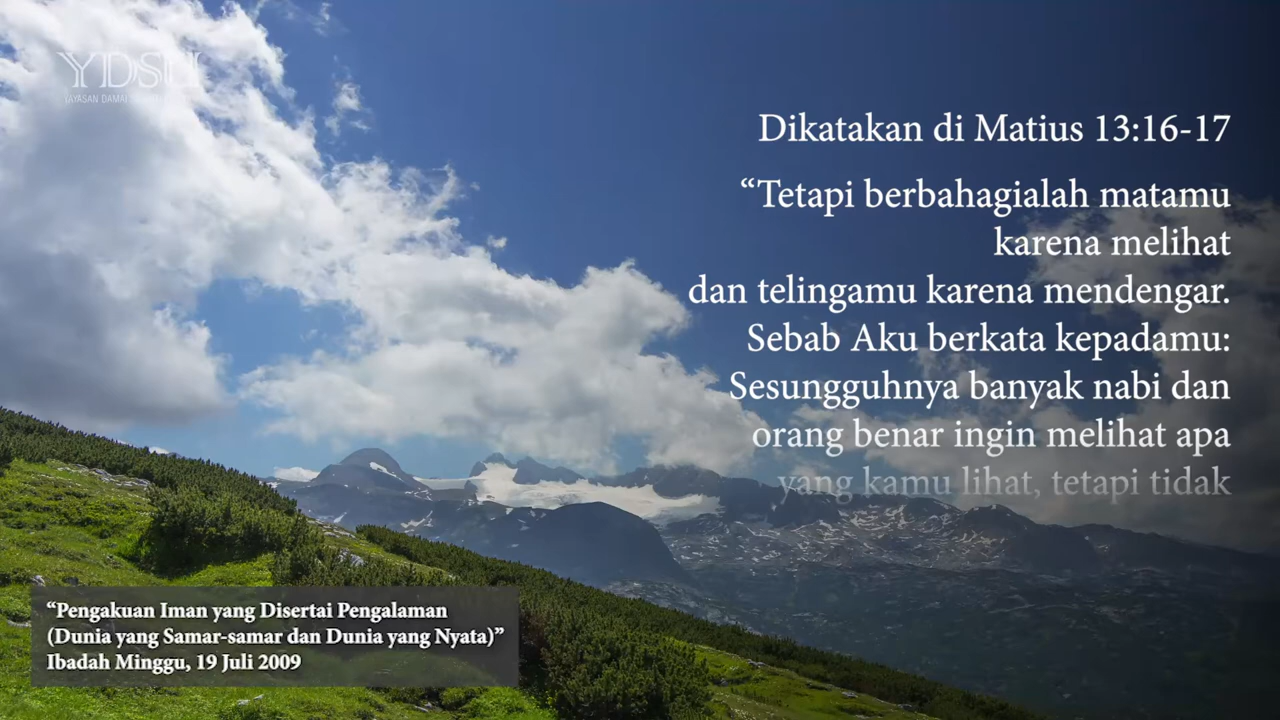 Dikatakan di Matius 13:16-17
“Tetapi berbahagialah matamu
karena melihat
dan telingamu karena mendengar.
Sebab Aku berkata kepadamu:
Sesungguhnya banyak nabi dan
orang benar ingin melihat apa
yang kamu lihat, tetapi tidak
“Pengakuan Iman yang Disertai Pengalaman
(Dunia yang Samar-samar dan Dunia yang Nyata)”
Ibadah Minggu, 19 Juli 2009